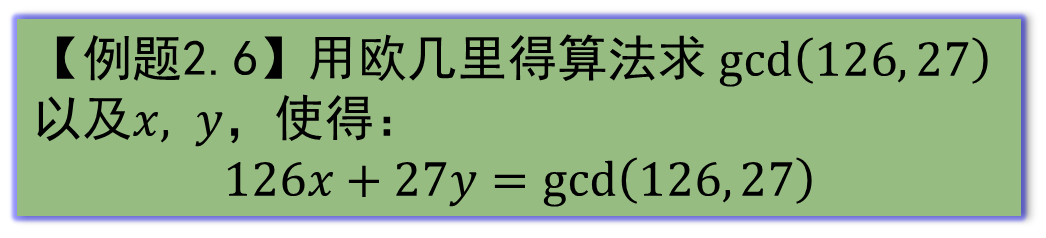 【例题2.6】用欧几里得算法求 gcd(126,27)
以及x, y，使得：
126x + 27y = gcd(126,27)